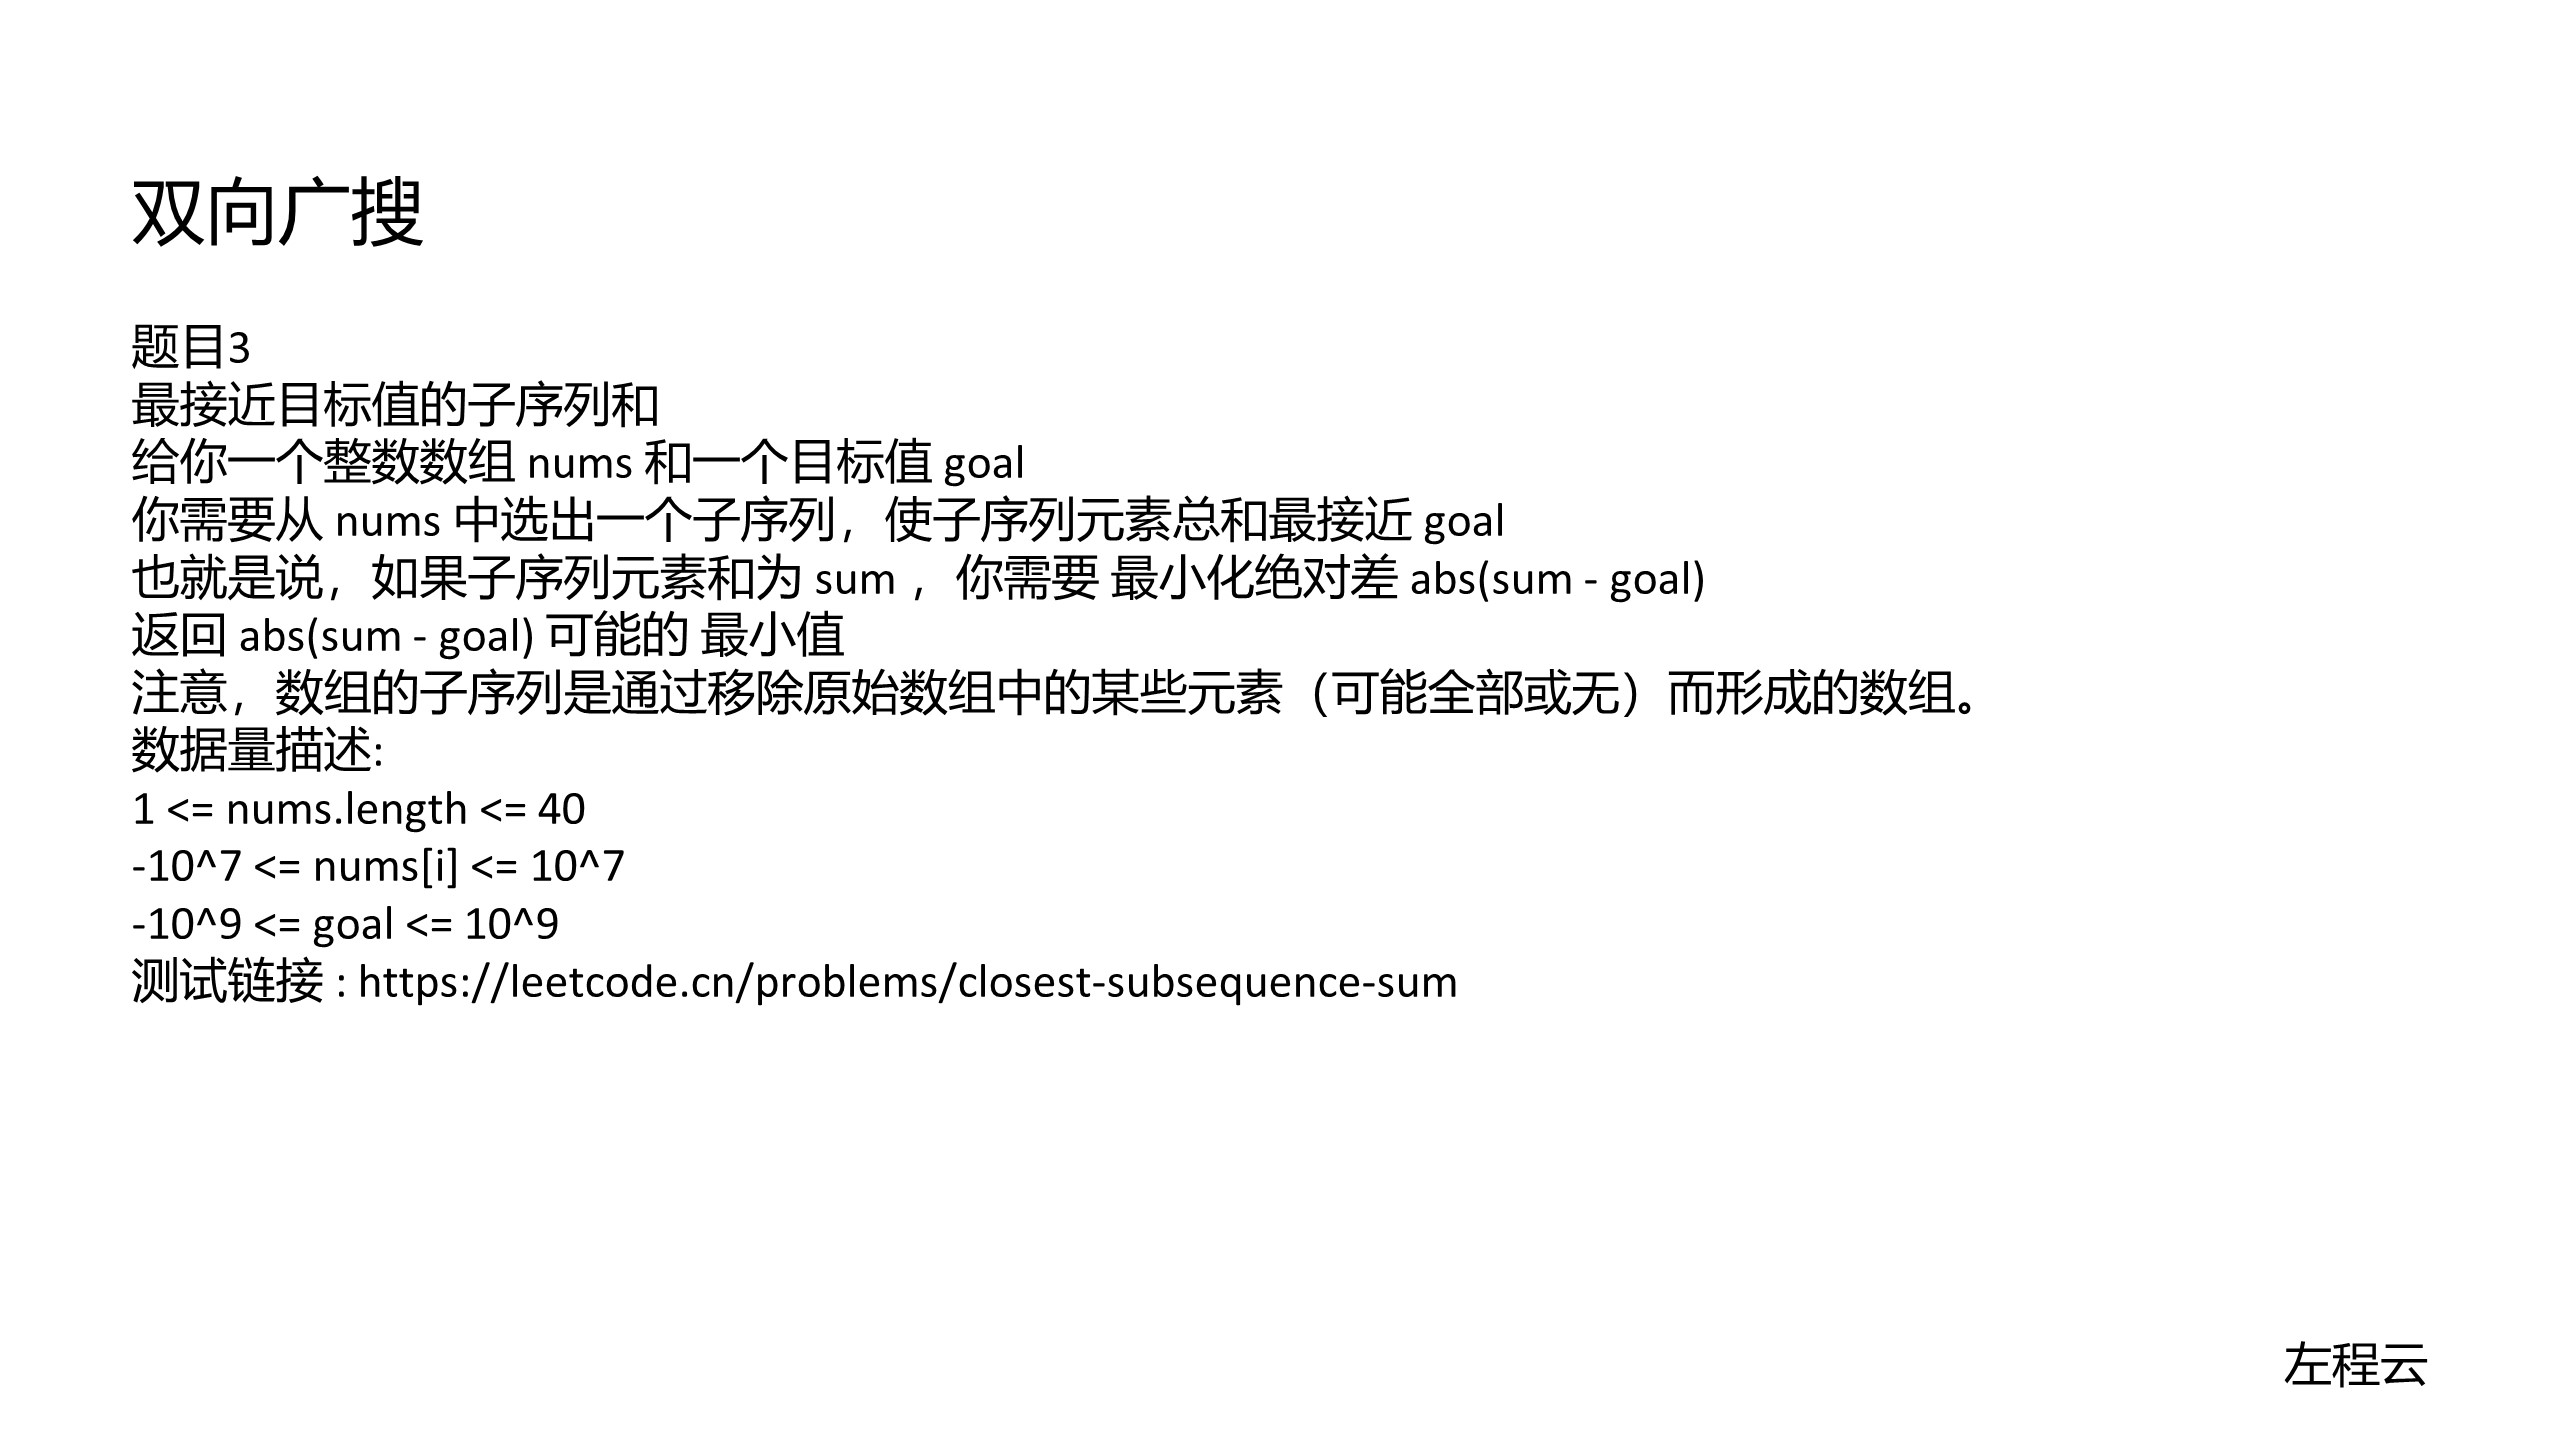 双向广搜
题目3
最接近目标值的子序列和
给你一个整数数组 nums 和一个目标值 goal
你需要从 nums 中选出一个子序列，使子序列元素总和最接近 goal
也就是说，如果子序列元素和为 sum ，你需要 最小化绝对差 abs(sum - goal)
返回 abs(sum - goal) 可能的 最小值
注意，数组的子序列是通过移除原始数组中的某些元素（可能全部或无）而形成的数组。
数据量描述:
1 <= nums.length <= 40
-10^7 <= nums[i] <= 10^7
-10^9 <= goal <= 10^9
测试链接 : https://leetcode.cn/problems/closest-subsequence-sum
左程云